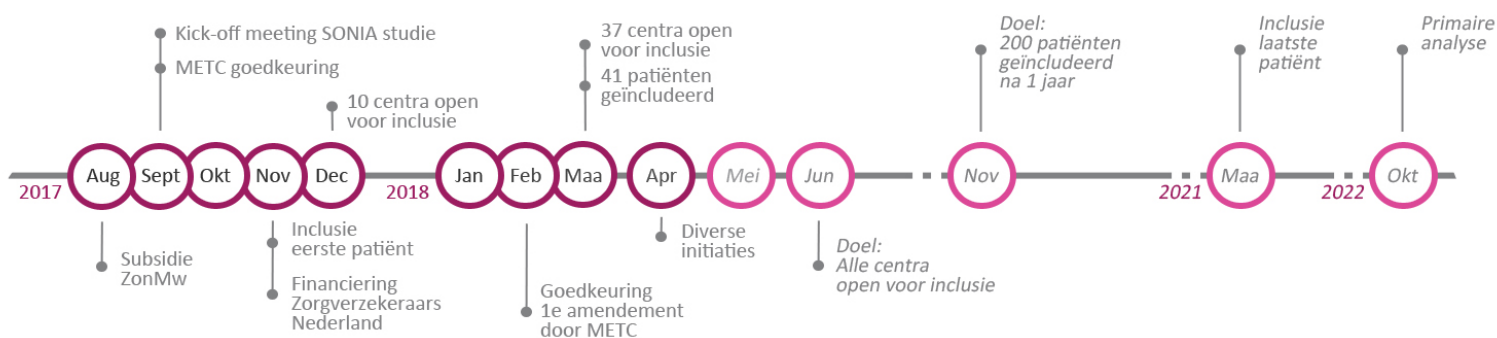 Kick-off meeting SONIA studie
METC goedkeuring
10 centra open
voor inclusie
37 centra open
voor inclusie
41 patiënten
geïncludeerd
Doel:
200 patiënten
geïncludeerd
na 1 jaar
Inclusie
laatste
patiënt
Primaire
analyse
2017
Aug
Sept
Okt
Nov
Dec
2018
Jan
Feb
Maa
Apr
Mei
Jun
Nov
2021
Maa
2022
Okt
Subsidie
ZonMw
Inclusie
eerste patiënt
Financiering
Zorgverzekeraars
Nederland
Goedkeuring
1e amendement
door METC
Diverse
initiaties
Doel:
Alle centra
open voor inclusie